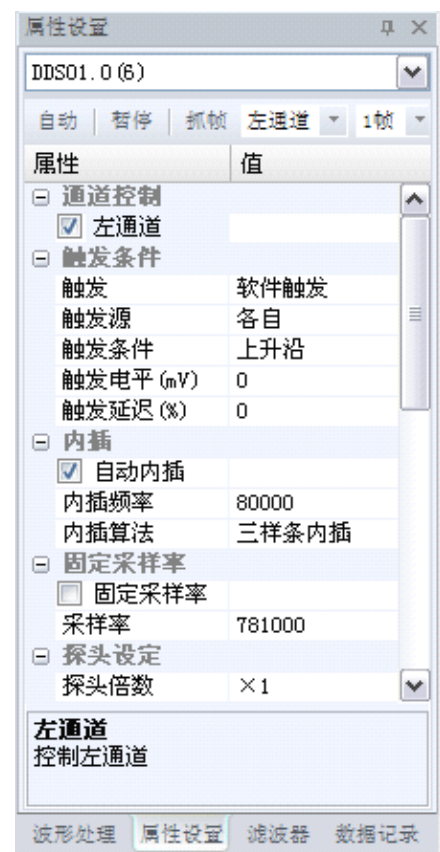 属性设置
DDS01.0(6)
自动 暂停 抓帧 左通道 1帧
属性 值
通道控制
左通道
触发条件
触发 软件触发
触发源 各自
触发条件 上升沿
触发电平(mV) 0
触发延迟(%) 0
内插
自动内插
内插频率 80000
内插算法 三样条内插
固定采样率
固定采样率
采样率 781000
探头设定
探头倍数 ×1
左通道
控制左通道
波形处理 属性设置 滤波器 数据记录